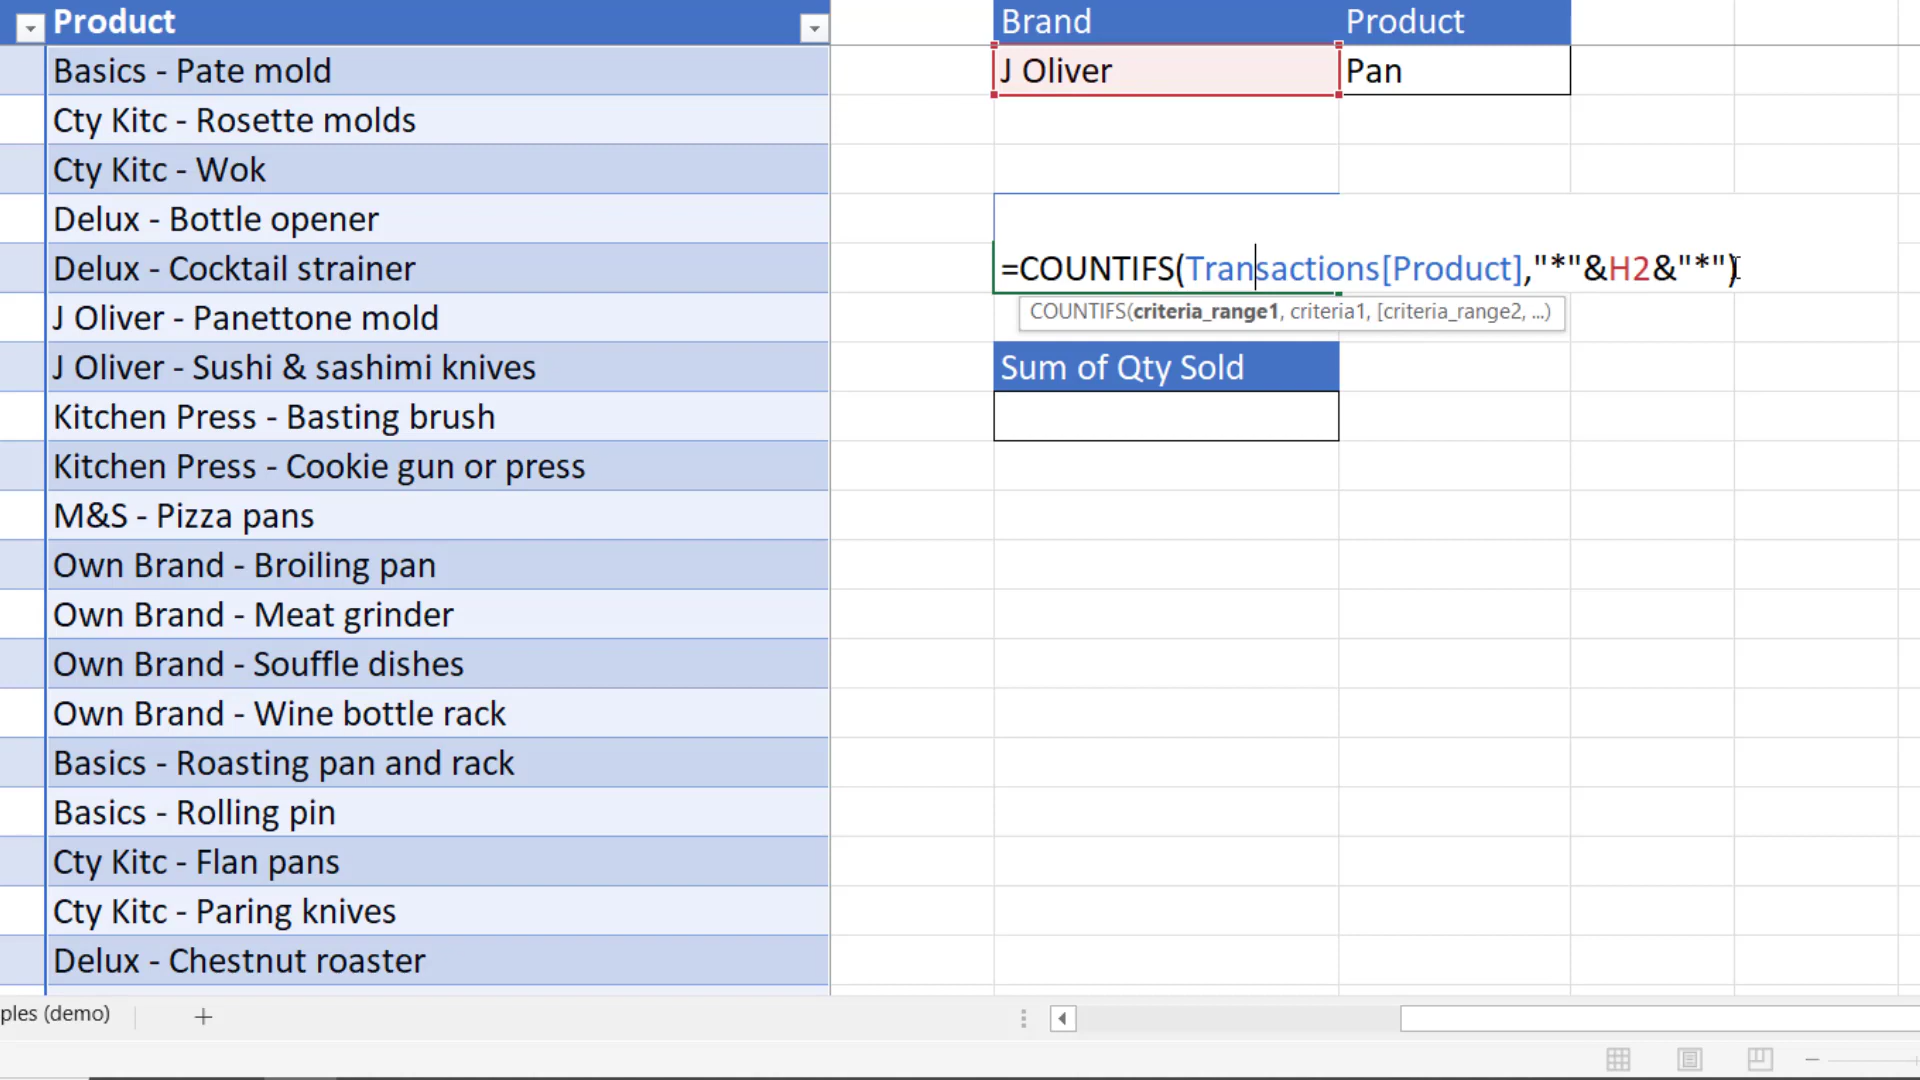 Product
Basics - Pate mold
Cty Kitc - Rosette molds
Cty Kitc - Wok
Delux - Bottle opener
Delux - Cocktail strainer
J Oliver - Panettone mold
J Oliver - Sushi & sashimi knives
Kitchen Press - Basting brush
Kitchen Press - Cookie gun or press
M&S - Pizza pans
Own Brand - Broiling pan
Own Brand - Meat grinder
Own Brand - Souffle dishes
Own Brand - Wine bottle rack
Basics - Roasting pan and rack
Basics - Rolling pin
Cty Kitc - Flan pans
Cty Kitc - Paring knives
Delux - Chestnut roaster
Brand Product
J Oliver Pan
=COUNTIFS(Transactions[Product],"*"&H2&"*")
COUNTIFS(criteria_range1, criteria1, [criteria_range2, ...)
Sum of Qty Sold
ples (demo)